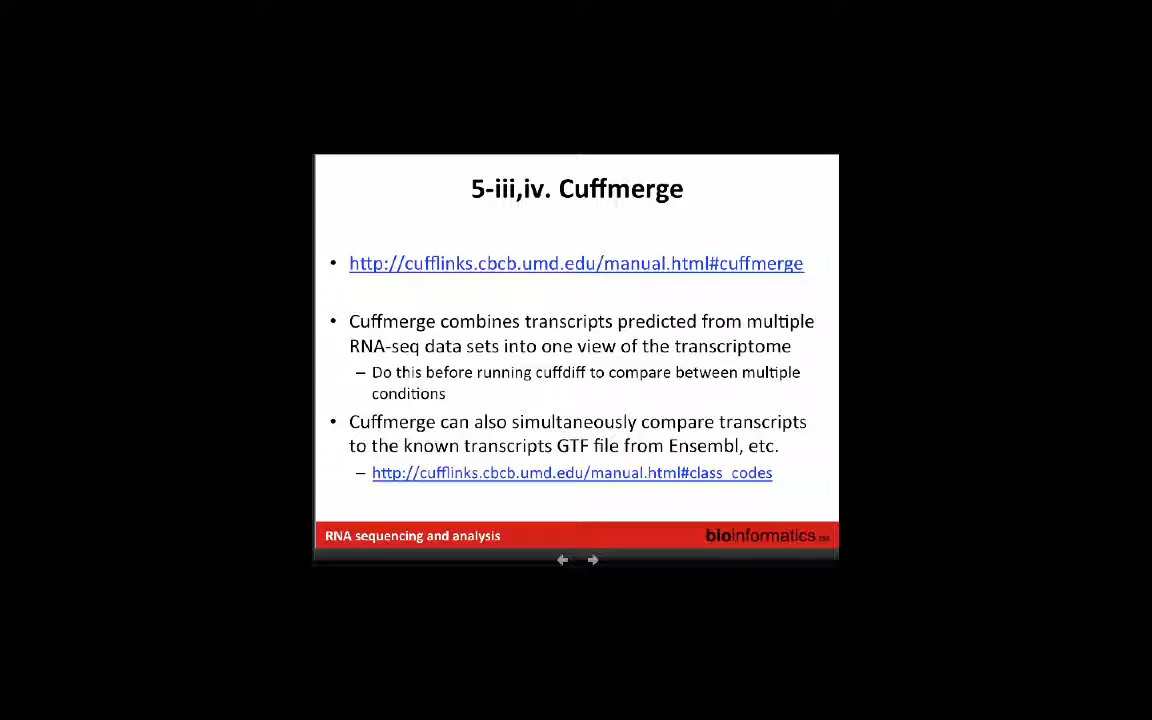 5-iii,iv. Cuffmerge
• http://cufflinks.cbcb.umd.edu/manual.html#cuffmerge
• Cuffmerge combines transcripts predicted from multiple
RNA-seq data sets into one view of the transcriptome
– Do this before running cuffdiff to compare between multiple
conditions
• Cuffmerge can also simultaneously compare transcripts
to the known transcripts GTF file from Ensembl, etc.
– http://cufflinks.cbcb.umd.edu/manual.html#class_codes
RNA sequencing and analysis
bioinformatics